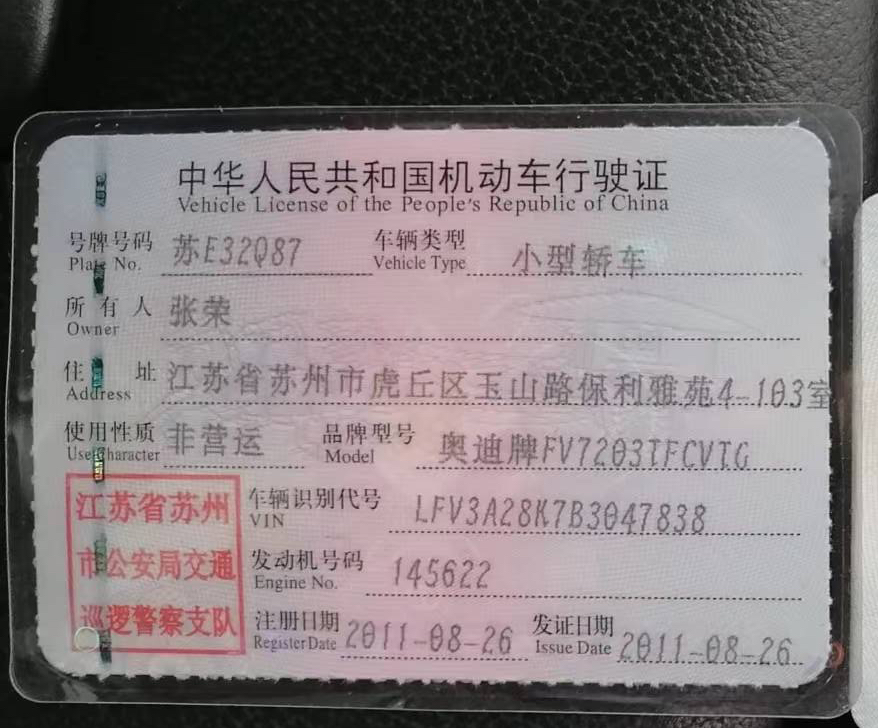 中华人民共和国机动车行驶证
Vehicle License of the People's Republic of China
号牌号码 苏E32Q87 车辆类型 小型轿车
Plate No. Vehicle Type
所有人 张荣
Owner
住址 江苏省苏州市虎丘区玉山路保利雅苑4-103室
Address
使用性质 非营运 品牌型号 奥迪牌FV7203TFCVTG
Use Character Model
江苏省苏州
市公安局交通
巡逻警察支队
车辆识别代号 LFV3A28K7B3047838
VIN
发动机号码 145622
Engine No.
注册日期 2011-08-26 发证日期 2011-08-26
Register Date Issue Date